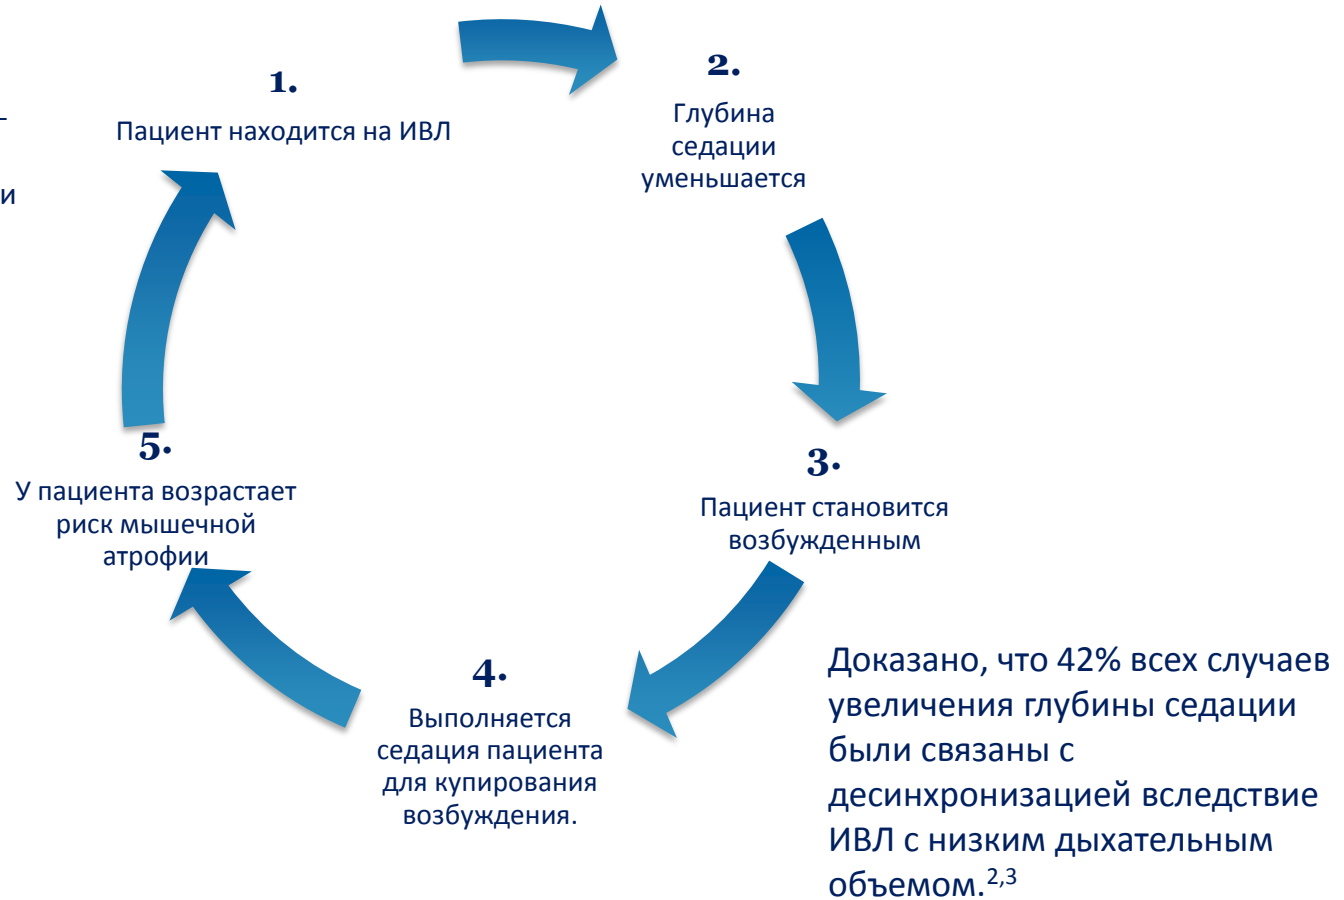 1.
Пациент находится на ИВЛ
2.
Глубина
седации
уменьшается
и
3.
Пациент становится
возбужденным
4.
Выполняется
седация пациента
для купирования
возбуждения.
5.
У пациента возрастает
риск мышечной
атрофии
Доказано, что 42% всех случаев
увеличения глубины седации
были связаны с
десинхронизацией вследствие
ИВЛ с низким дыхательным
объемом.2,3